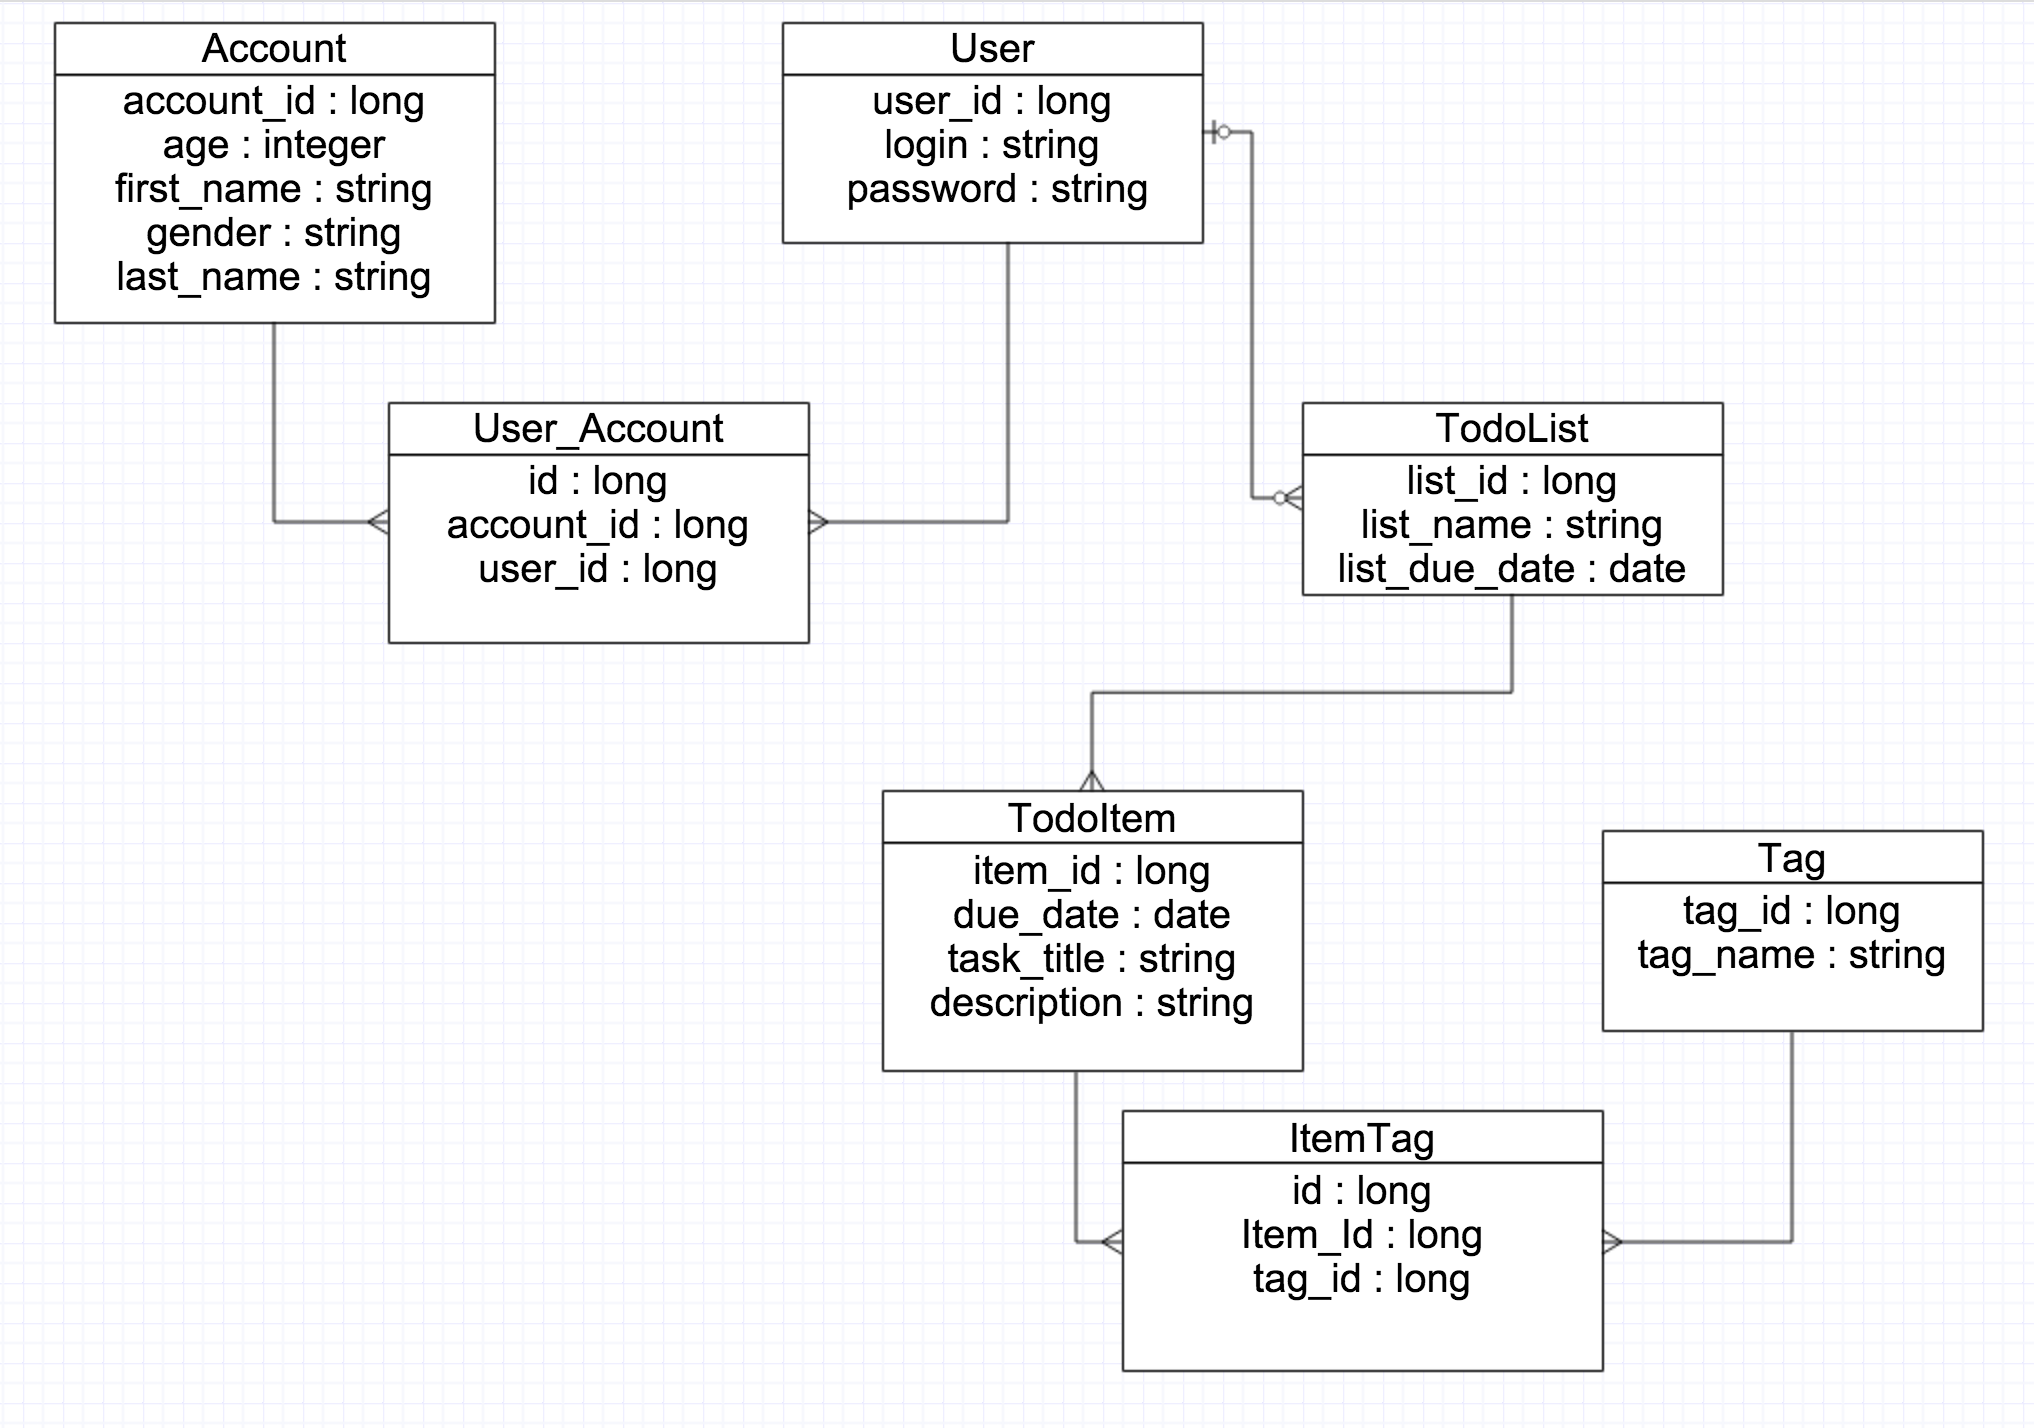 Account
account_id : long
age : integer
first_name : string
gender : string
last_name : string
User
user_id : long
login : string
password : string
User_Account
id : long
account_id : long
user_id : long
TodoList
list_id : long
list_name : string
list_due_date : date
TodoItem
item_id : long
due_date : date
task_title : string
description : string
Tag
tag_id : long
tag_name : string
ItemTag
id : long
Item_Id : long
tag_id : long